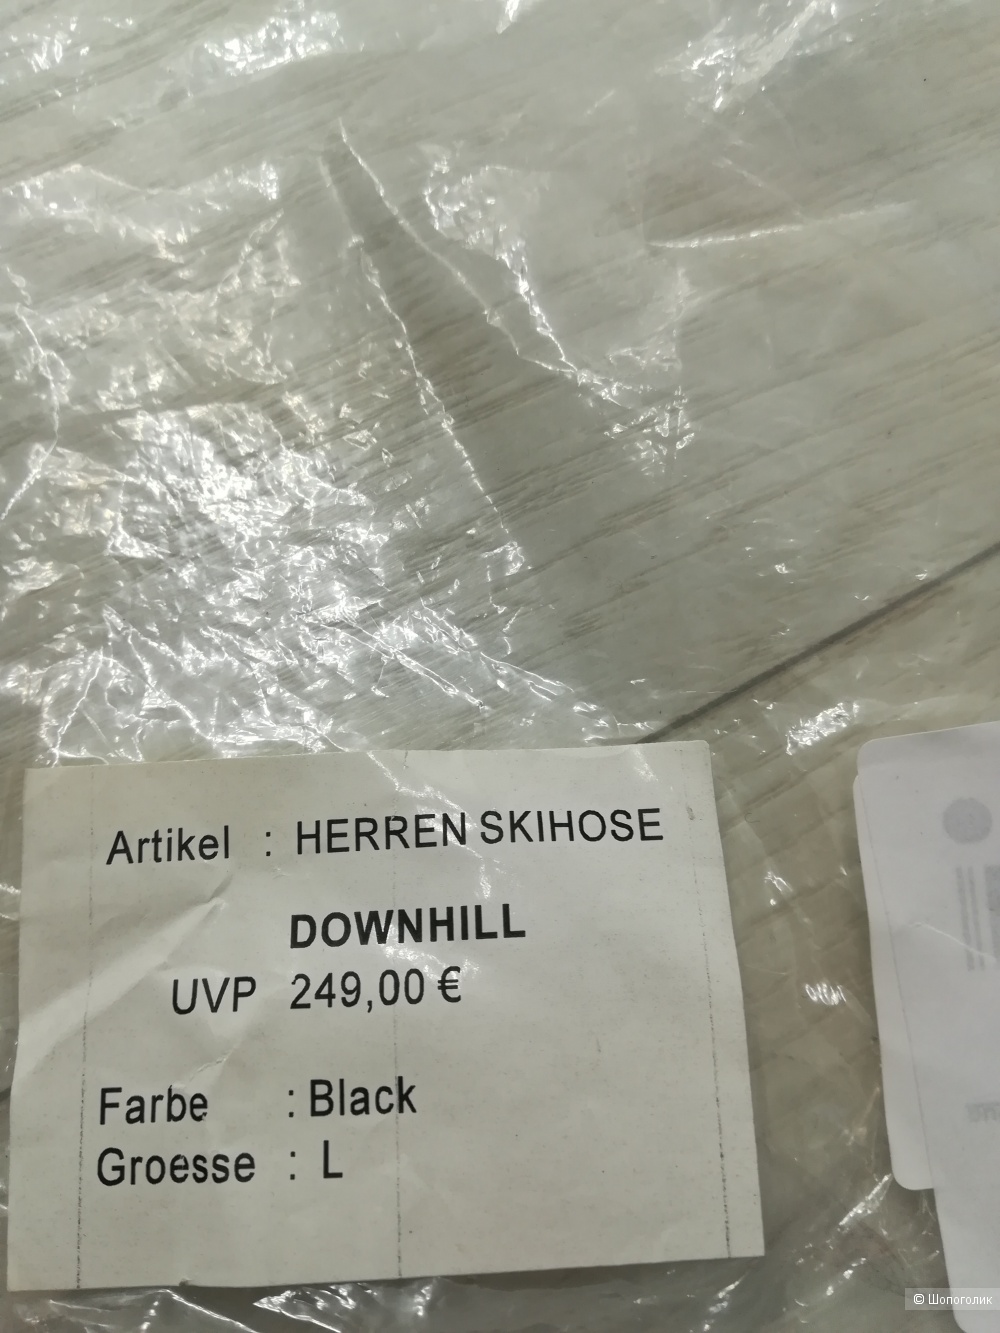 Artikel : HERREN SKIHOSE
DOWNHILL
UVP 249,00 €
Farbe : Black
Groesse : L
© Шопоголик